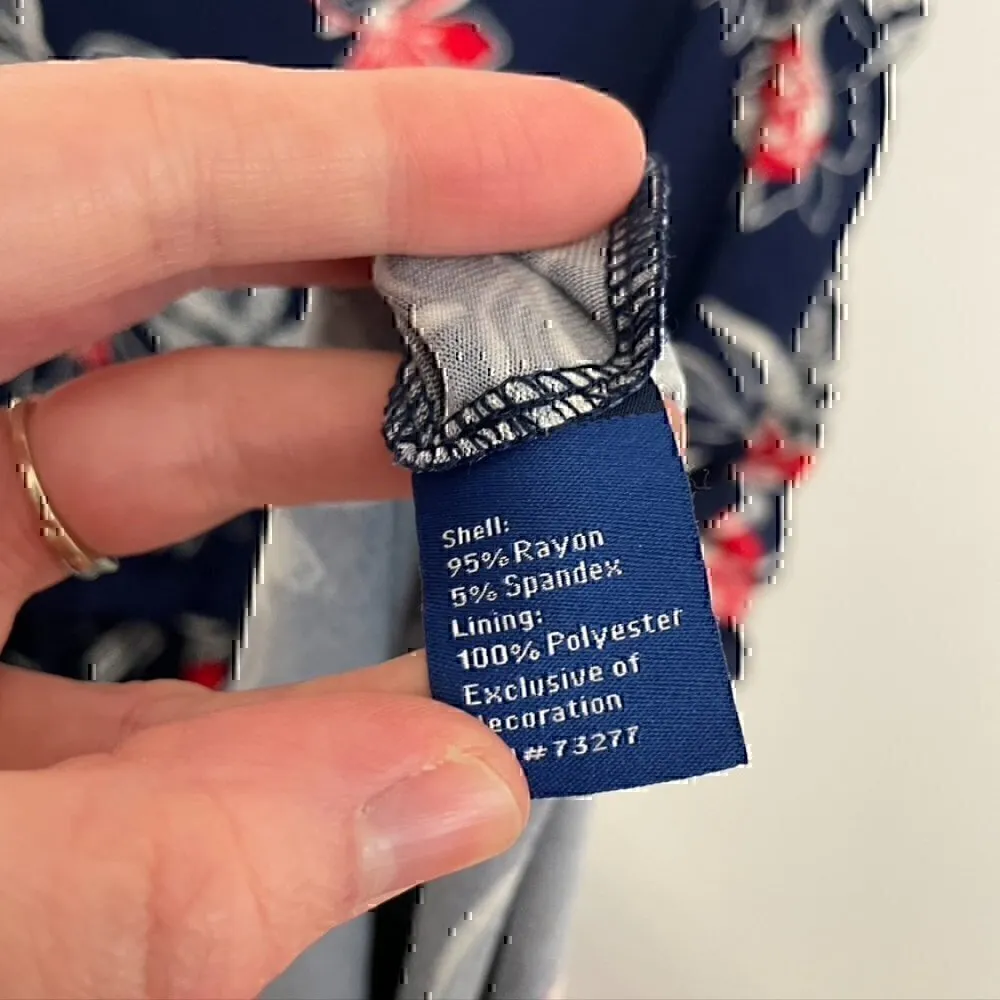 Shell:
95% Rayon
5% Spandex
Lining:
100% Polyester
Exclusive of
ecoration
#73277